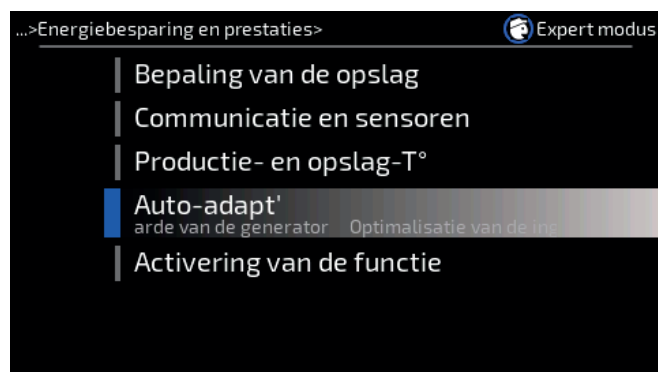 ...>Energiebesparing en prestaties>
Expert modus
Bepaling van de opslag
Communicatie en sensoren
Productie- en opslag-T°
Auto-adapt'
arde van de generator Optimalisatie van de ing
Activering van de functie